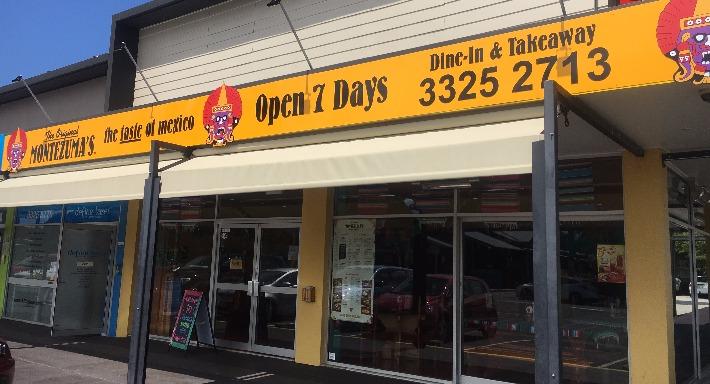 The Original
MONTEZUMA'S.
the taste of mexico
Open 7 Days
Dine-In & Takeaway
3325 2713